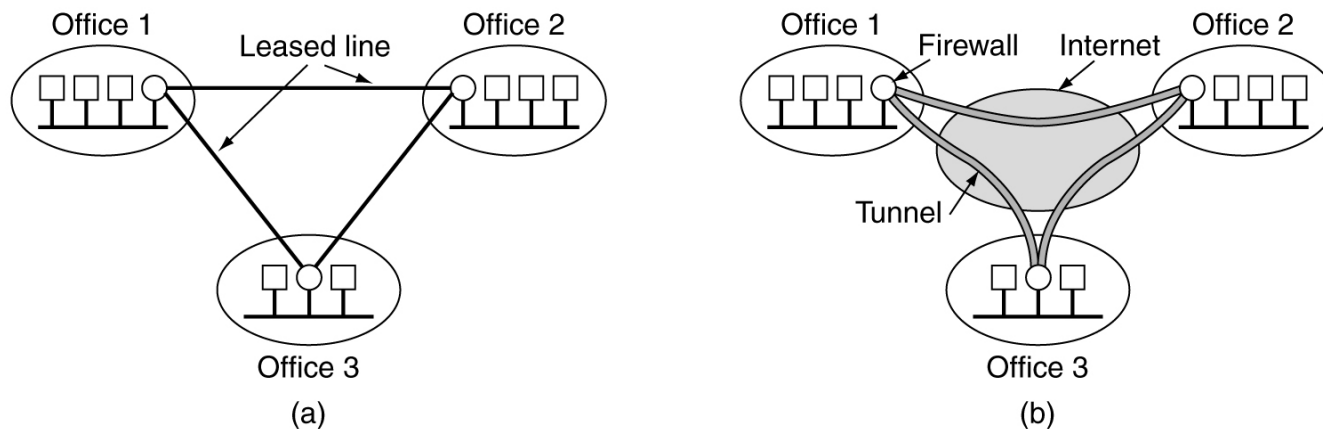 Office 1
Leased line
Office 2
Office 3
(a)
Office 1
Firewall
Internet
Office 2
Tunnel
Office 3
(b)